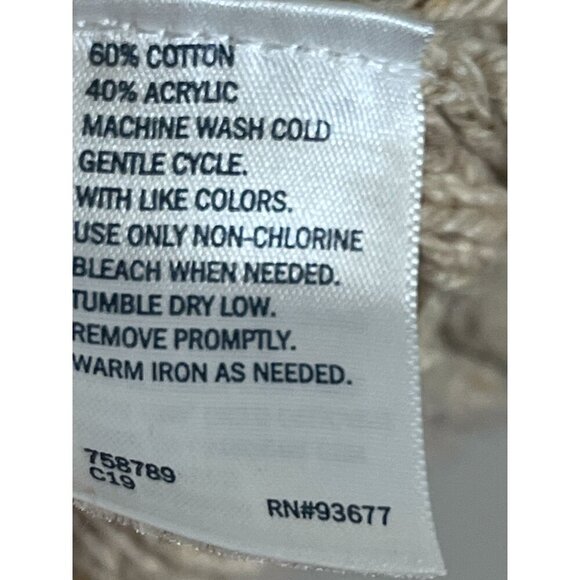 60% COTTON
40% ACRYLIC
MACHINE WASH COLD
GENTLE CYCLE.
WITH LIKE COLORS.
USE ONLY NON-CHLORINE
BLEACH WHEN NEEDED.
TUMBLE DRY LOW.
REMOVE PROMPTLY.
WARM IRON AS NEEDED.
758789
C19
RN#93677